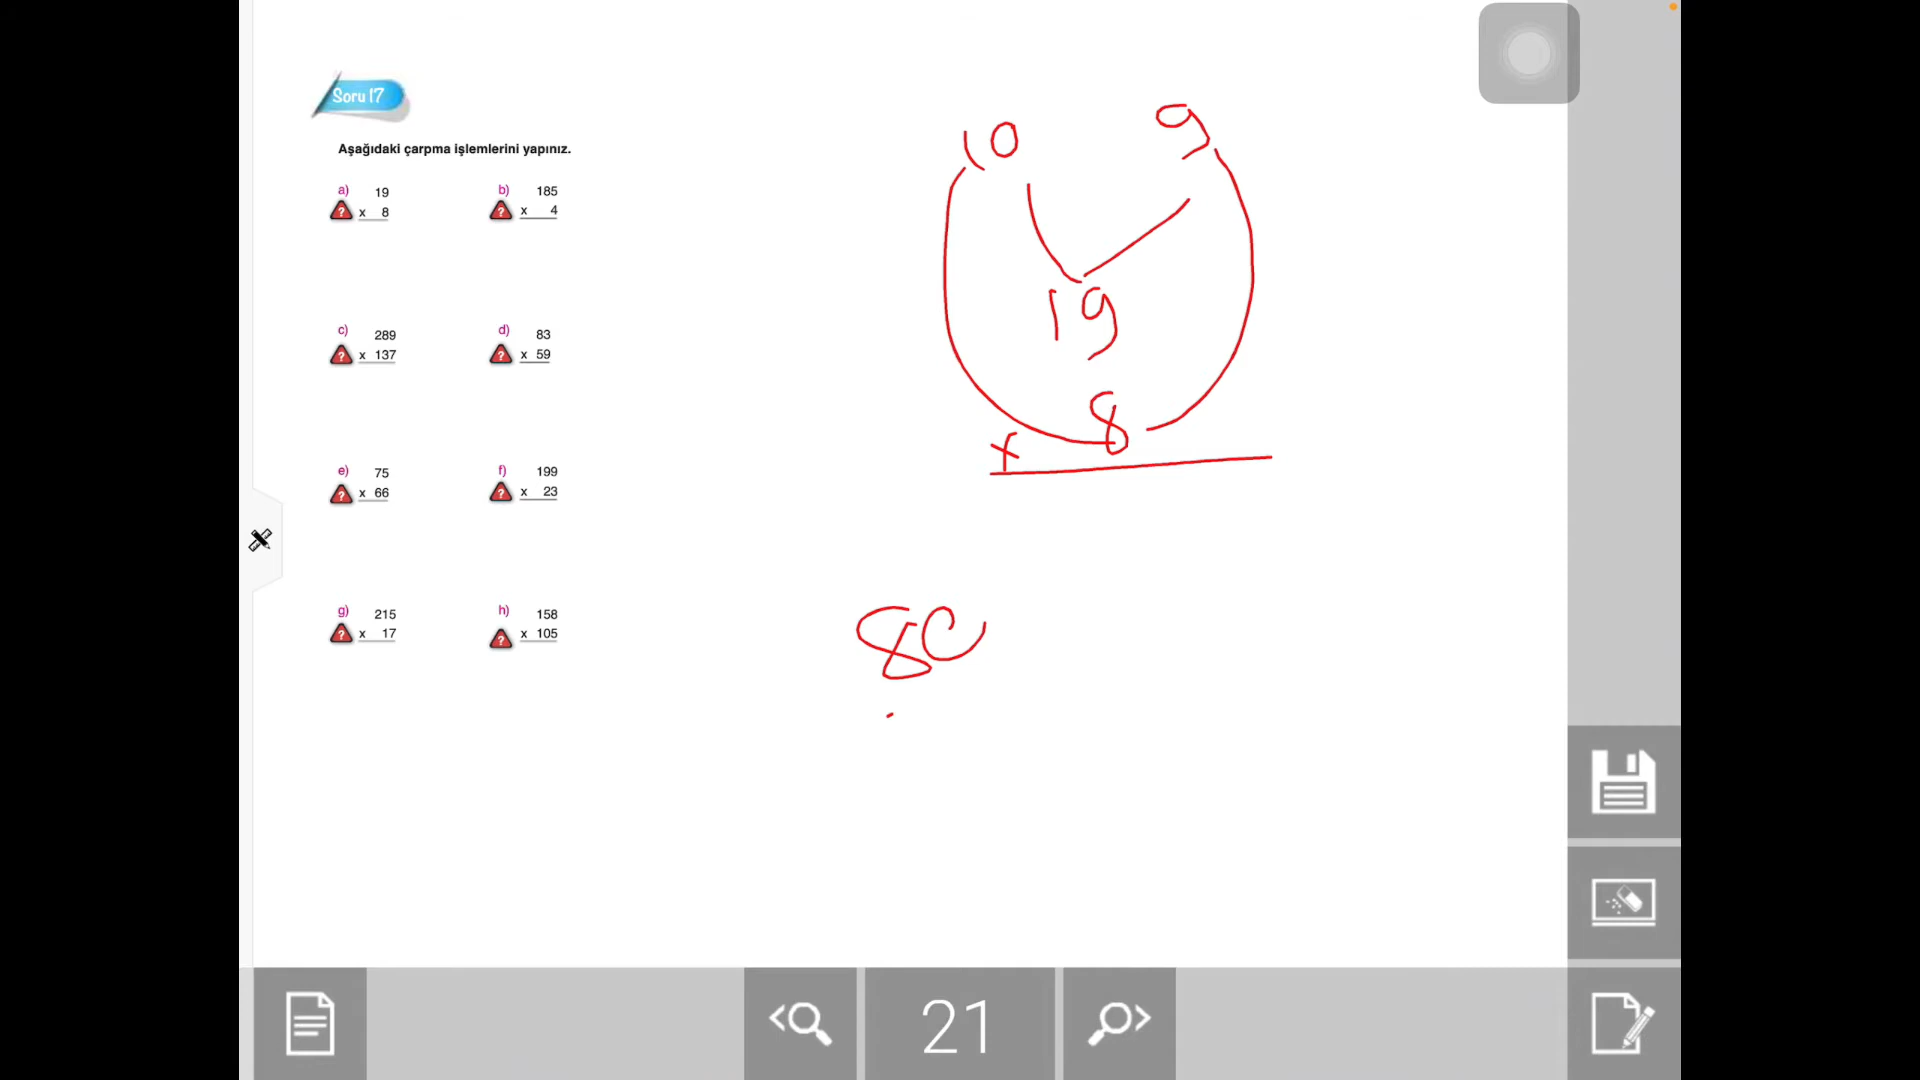 Soru 17
Aşağıdaki çarpma işlemlerini yapınız.
a) 19
? x 8
b) 185
? x 4
c) 289
? x 137
d) 83
? x 59
e) 75
? x 66
f) 199
? x 23
g) 215
? x 17
h) 158
? x 105
10 9
19
x 8
80
21